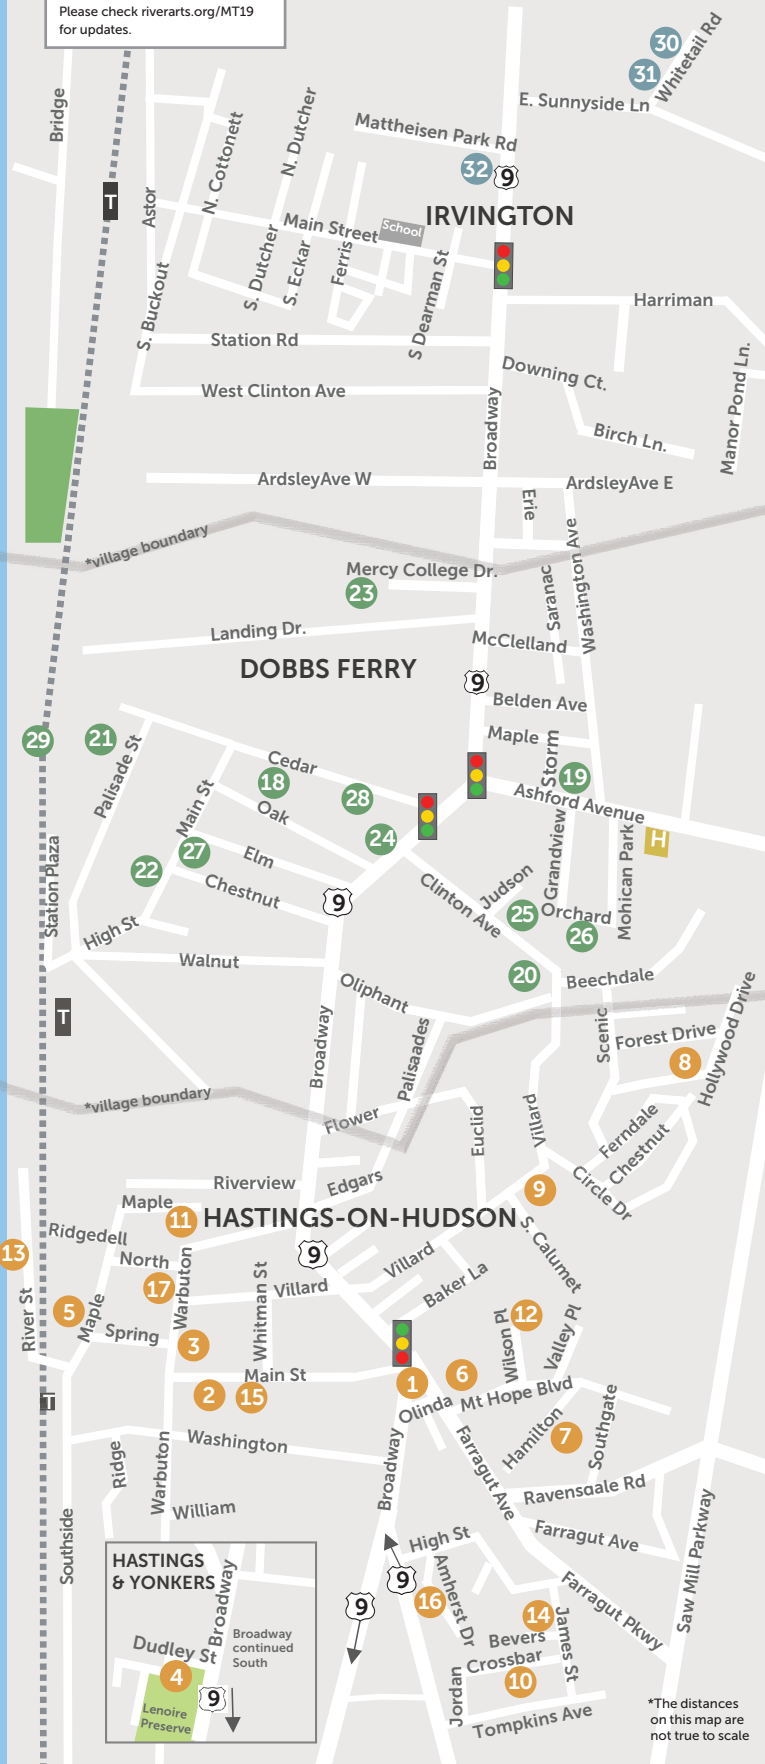 Please check riverarts.org/MT19
for updates.
30
31
Whitetail Rd
E. Sunnyside Ln
Bridge
Mattheisen Park Rd
N. Dutcher
N. Cottonett
32
9
T
Astor
IRVINGTON
Main Street
School
S. Dutcher
S. Eckar
Ferris
S Dearman St
S. Buckout
Harriman
Station Rd
Downing Ct.
Manor Pond Ln.
West Clinton Ave
Broadway
Birch Ln.
ArdsleyAve W
ArdsleyAve E
Erie
Washington Ave
*village boundary
Mercy College Dr.
23
Saranac
Landing Dr.
McClelland
DOBBS FERRY
9
Belden Ave
Maple
Storm
29
21
Palisade St
Cedar
18
28
19
Ashford Avenue
Main St
Oak
24
Grandview
Mohican Park
H
27
22
Elm
Chestnut
Station Plaza
9
Clinton Ave
Judson
25
Orchard
26
High St
Walnut
20
Beechdale
Oliphant
T
Broadway
Palisaades
Scenic
Forest Drive
8
Hollywood Drive
*village boundary
Flower
Euclid
Villard
Ferndale
Chestnut
Riverview
Edgars
9
Circle Dr
Maple
11
HASTINGS-ON-HUDSON
S. Calumet
Ridgedell
13
North
9
Villard
Baker La
17
Warbuton
Whitman St
Villard
River St
5
Maple
Spring
3
12
Wilson Pl
Valley Pl
Main St
1
6
2
15
Olinda
Mt Hope Blvd
T
Washington
Hamilton
7
Southgate
Ridge
Warbuton
Broadway
Farragut Ave
Ravensdale Rd
William
Farragut Ave
Southside
High St
Saw Mill Parkway
HASTINGS
& YONKERS
Broadway
9
9
Amherst Dr
16
Farragut Pkwy
14
James St
Bevers
Crossbar
10
Jordan
Tompkins Ave
Dudley St
Broadway
continued
South
4
9
Lenoire
Preserve
*The distances
on this map are
not true to scale